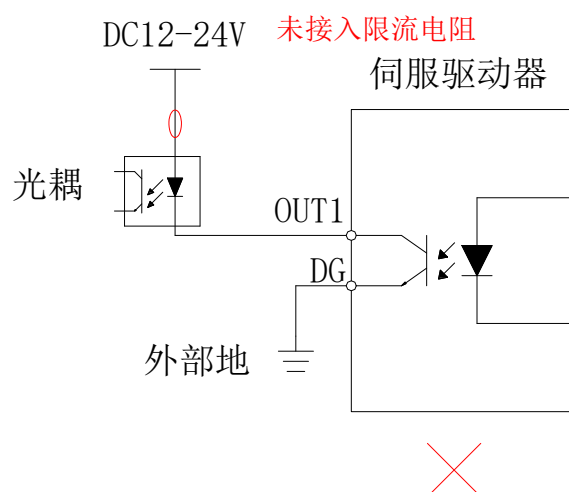 DC12-24V 未接入限流电阻
伺服驱动器
光耦
OUT1
DG
外部地